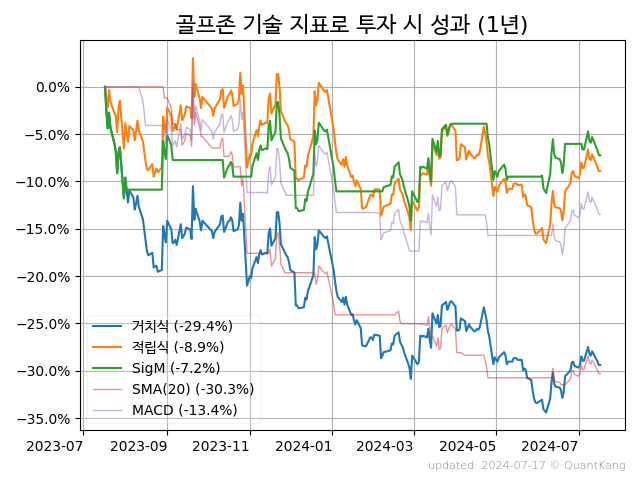 골프존 기술 지표로 투자 시 성과 (1년)
0.0%
−5.0%
−10.0%
−15.0%
−20.0%
−25.0%
−30.0%
−35.0%
거치식 (-29.4%)
적립식 (-8.9%)
SigM (-7.2%)
SMA(20) (-30.3%)
MACD (-13.4%)
2023-07 2023-09 2023-11 2024-01 2024-03 2024-05 2024-07
updated: 2024-07-17 © QuantKang